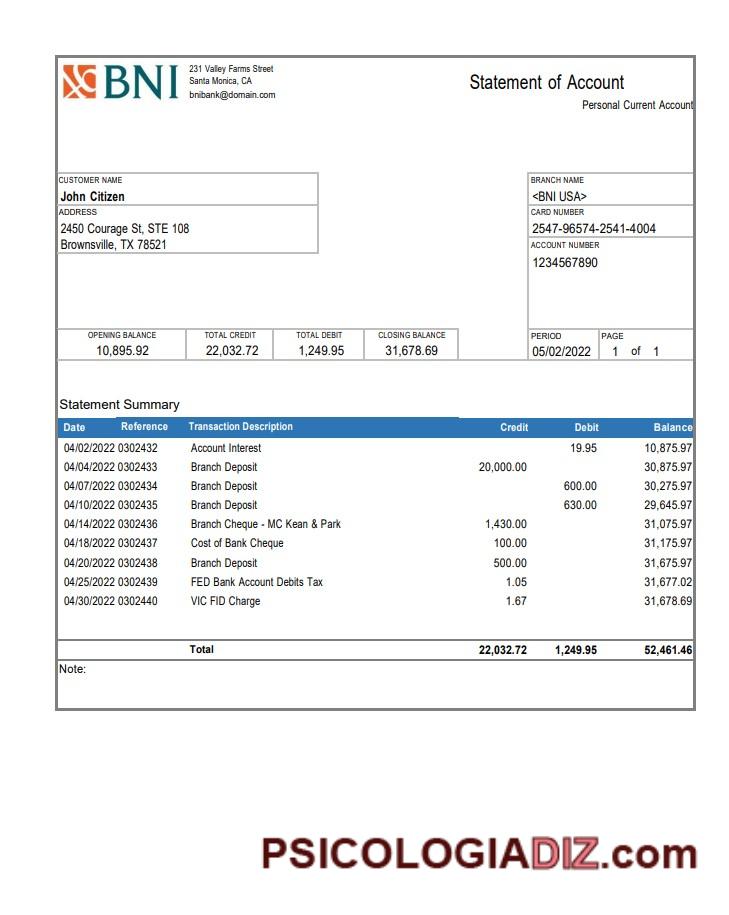 BNI
231 Valley Farms Street
Santa Monica, CA
bnibank@domain.com
Statement of Account
Personal Current Account
CUSTOMER NAME
John Citizen
ADDRESS
2450 Courage St, STE 108
Brownsville, TX 78521
BRANCH NAME
<BNI USA>
CARD NUMBER
2547-96574-2541-4004
ACCOUNT NUMBER
1234567890
OPENING BALANCE TOTAL CREDIT TOTAL DEBIT CLOSING BALANCE PERIOD PAGE
10,895.92 22,032.72 1,249.95 31,678.69 05/02/2022 1 of 1
Statement Summary
Date Reference Transaction Description Credit Debit Balance
04/02/2022 0302432 Account Interest 19.95 10,875.97
04/04/2022 0302433 Branch Deposit 20,000.00 30,875.97
04/07/2022 0302434 Branch Deposit 600.00 30,275.97
04/10/2022 0302435 Branch Deposit 630.00 29,645.97
04/14/2022 0302436 Branch Cheque - MC Kean & Park 1,430.00 31,075.97
04/18/2022 0302437 Cost of Bank Cheque 100.00 31,175.97
04/20/2022 0302438 Branch Deposit 500.00 31,675.97
04/25/2022 0302439 FED Bank Account Debits Tax 1.05 31,677.02
04/30/2022 0302440 VIC FID Charge 1.67 31,678.69
Total 22,032.72 1,249.95 52,461.46
Note:
PSICOLOGIADIZ.com